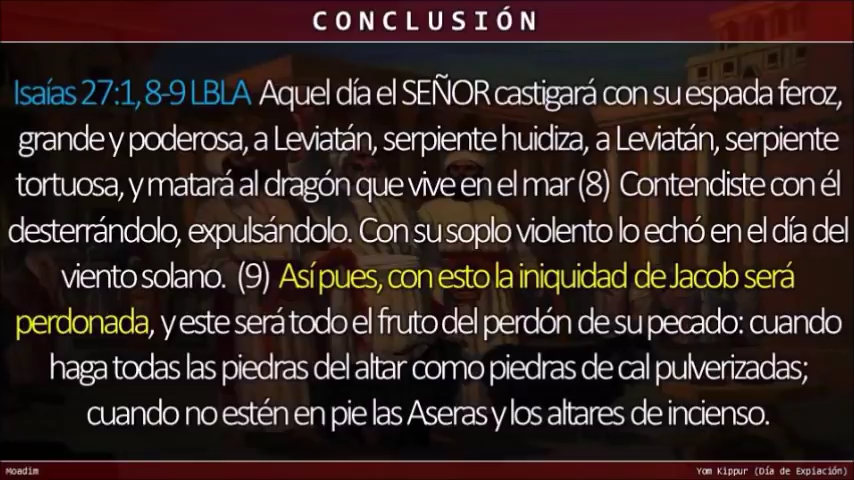 CONCLUSIÓN
Isaías 27:1, 8-9 LBLA Aquel día el SEÑOR castigará con su espada feroz,
grande y poderosa, a Leviatán, serpiente huidiza, a Leviatán, serpiente
tortuosa, y matará al dragón que vive en el mar (8) Contendiste con él
desterrándolo, expulsándolo. Con su soplo violento lo echó en el día del
viento solano. (9) Así pues, con esto la iniquidad de Jacob será
perdonada, y este será todo el fruto del perdón de su pecado: cuando
haga todas las piedras del altar como piedras de cal pulverizadas;
cuando no estén en pie las Aseras y los altares de incienso.
Moadim
Yom Kippur (Día de Expiación)